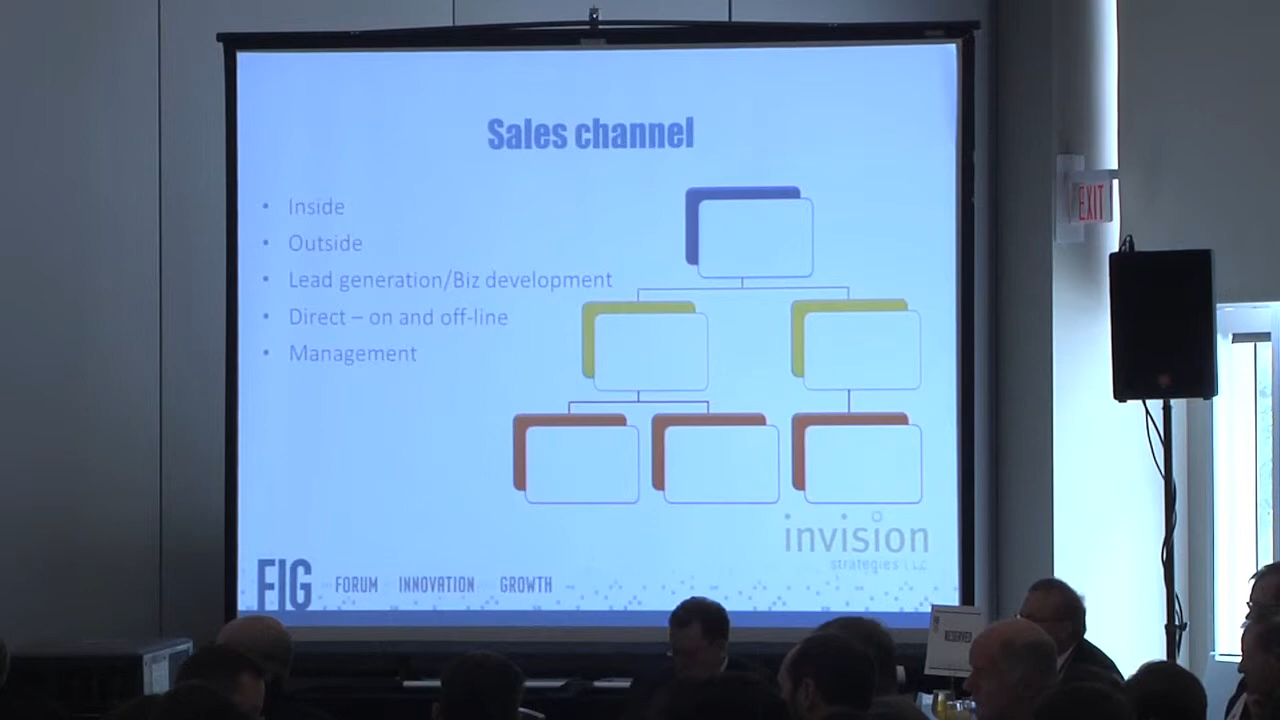 Sales channel
• Inside
• Outside
• Lead generation/Biz development
• Direct – on and off-line
• Management
invision
strategies LLC
FIG FORUM INNOVATION GROWTH
EXIT
RESERVED